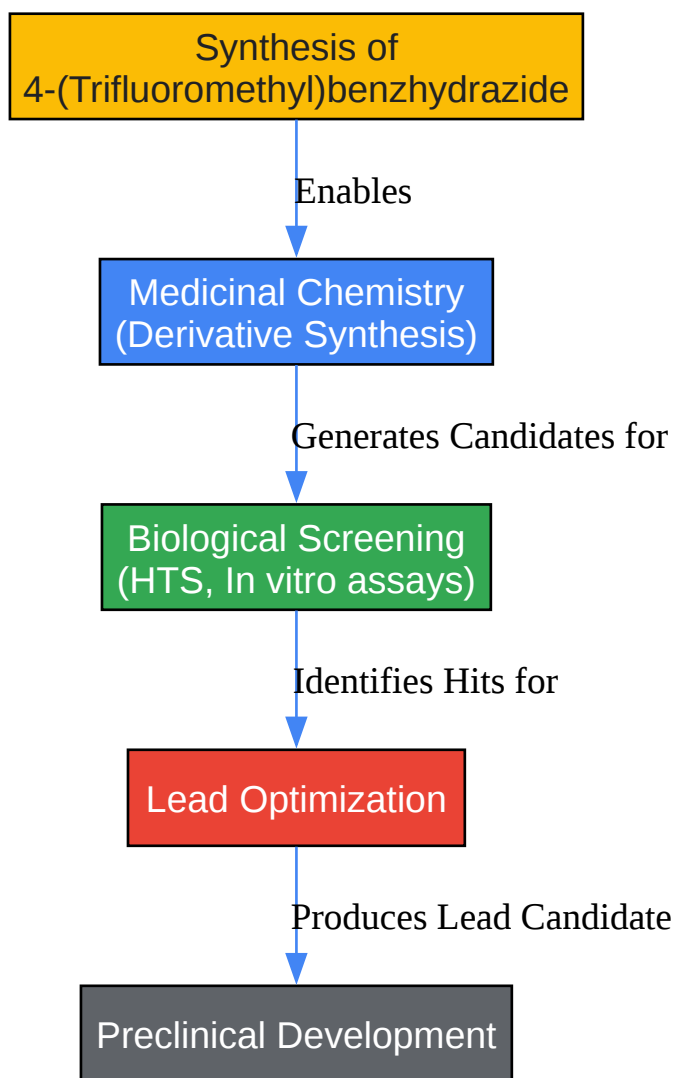 Synthesis of
4-(Trifluoromethyl)benzhydrazide
Enables
Medicinal Chemistry
(Derivative Synthesis)
Generates Candidates for
Biological Screening
(HTS, In vitro assays)
Identifies Hits for
Lead Optimization
Produces Lead Candidate
Preclinical Development